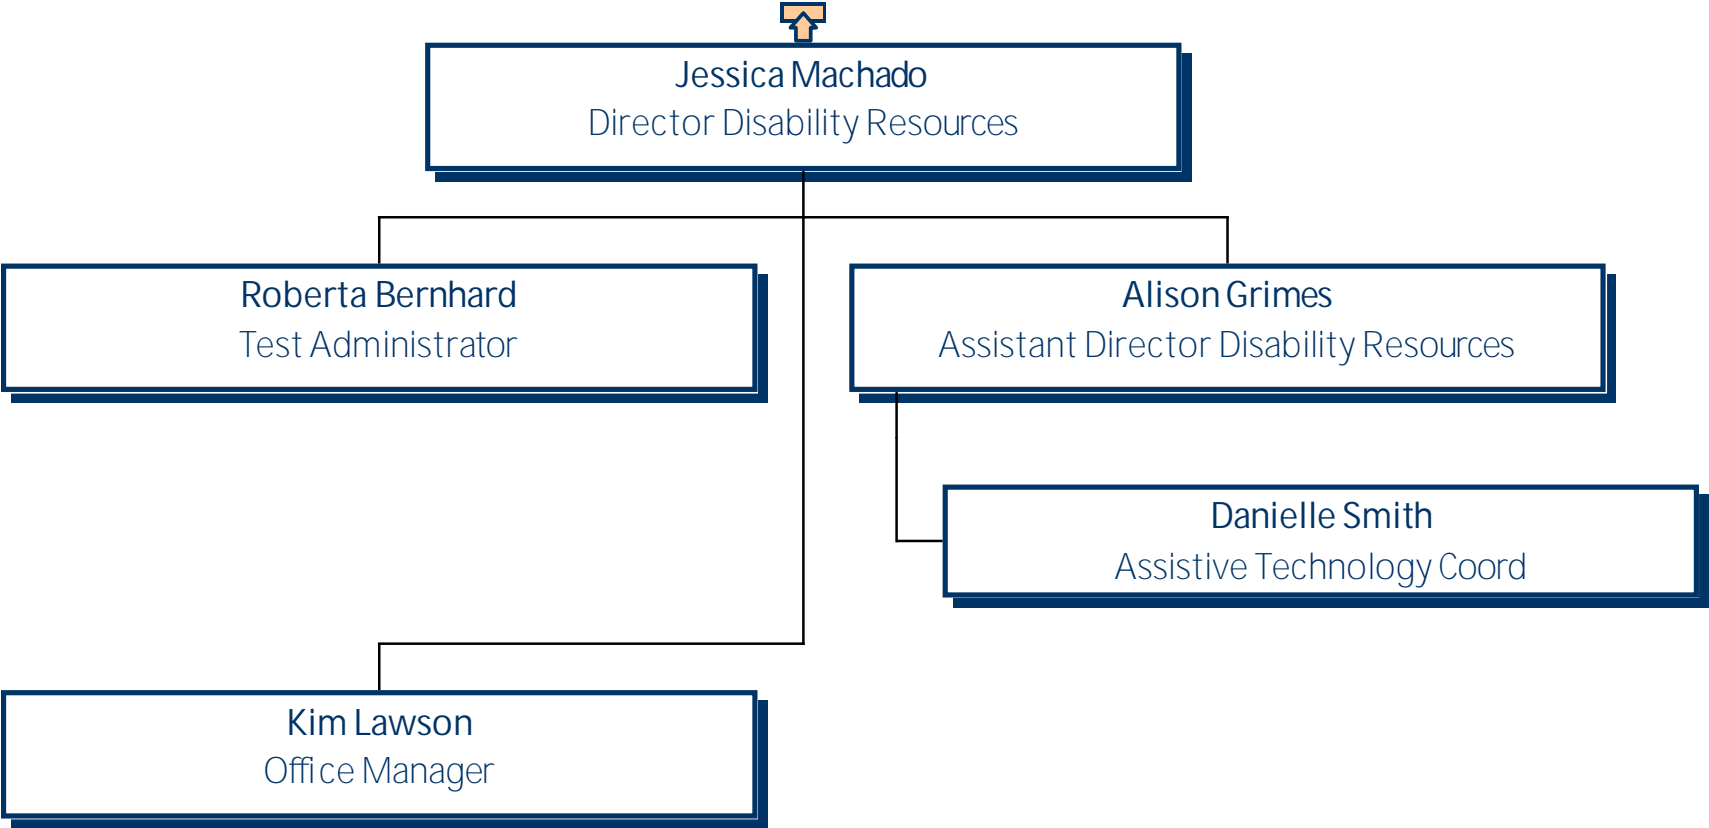 Jessica Machado
Director Disability Resources
Roberta Bernhard
Test Administrator
Alison Grimes
Assistant Director Disability Resources
Danielle Smith
Assistive Technology Coord
Kim Lawson
Office Manager